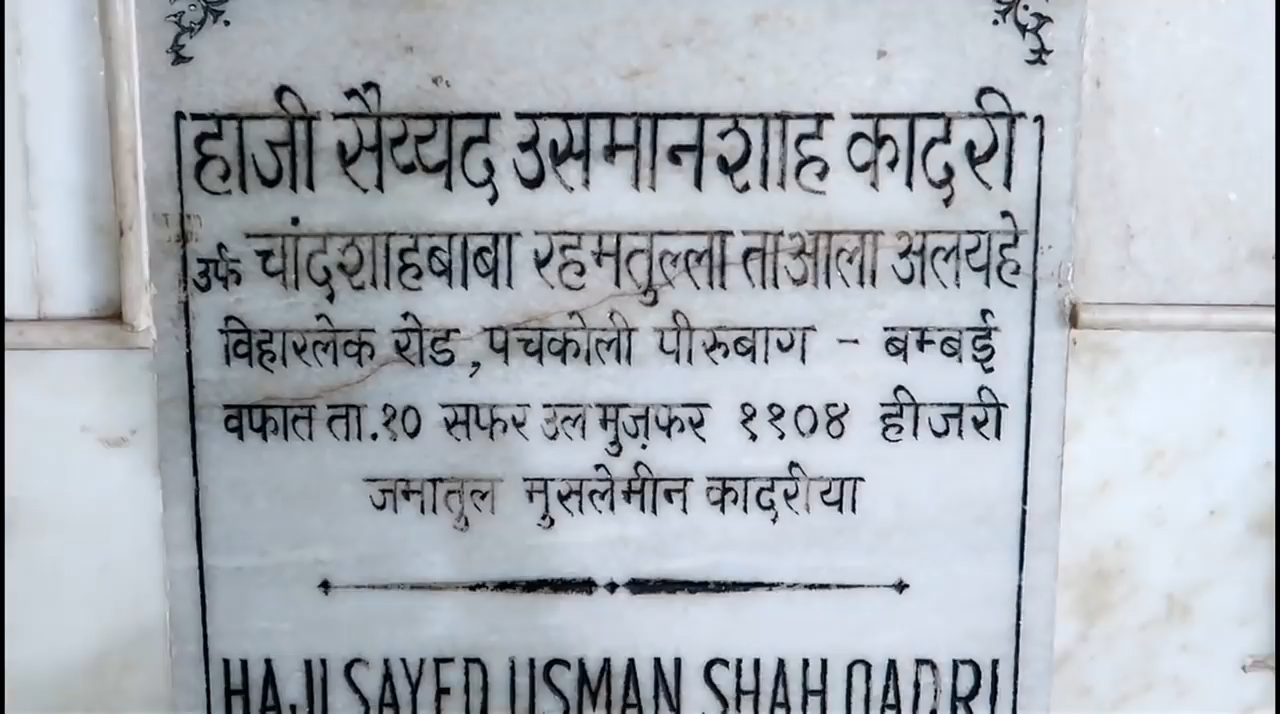 हाजी सैय्यद उसमानशाह कादरी
उर्फ चांदशाहबाबा रहमतुल्ला ताआला अलयहे
विहारलेक रोड, पचकोली पीरुबाग - बम्बई
वफात ता.१० सफर उल मुज़फर ११०४ हीजरी
जमातुल मुसलेमीन कादरीया
HAJI SAYED USMAN SHAH QADRI